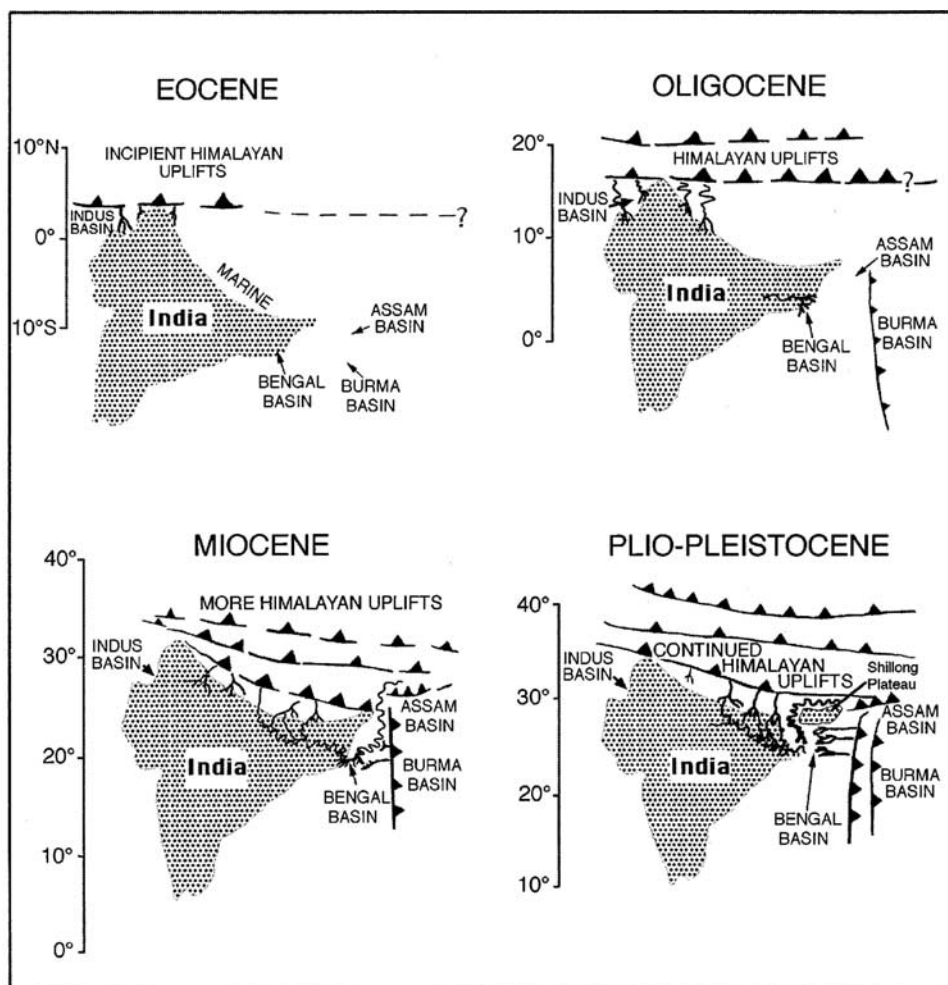 EOCENE
10°N
INCIPIENT HIMALAYAN
UPLIFTS
INDUS
BASIN
?
0°
MARINE
India
10°S
ASSAM
BASIN
BENGAL
BASIN
BURMA
BASIN
OLIGOCENE
20°
HIMALAYAN UPLIFTS
?
INDUS
BASIN
10°
ASSAM
BASIN
India
BURMA
BASIN
0°
BENGAL
BASIN
MIOCENE
40°
MORE HIMALAYAN UPLIFTS
INDUS
BASIN
30°
ASSAM
BASIN
20°
India
BURMA
BASIN
BENGAL
BASIN
10°
0°
PLIO-PLEISTOCENE
40°
CONTINUED
HIMALAYAN
UPLIFTS
INDUS
BASIN
Shillong
Plateau
30°
ASSAM
BASIN
India
BURMA
BASIN
20°
BENGAL
BASIN
10°